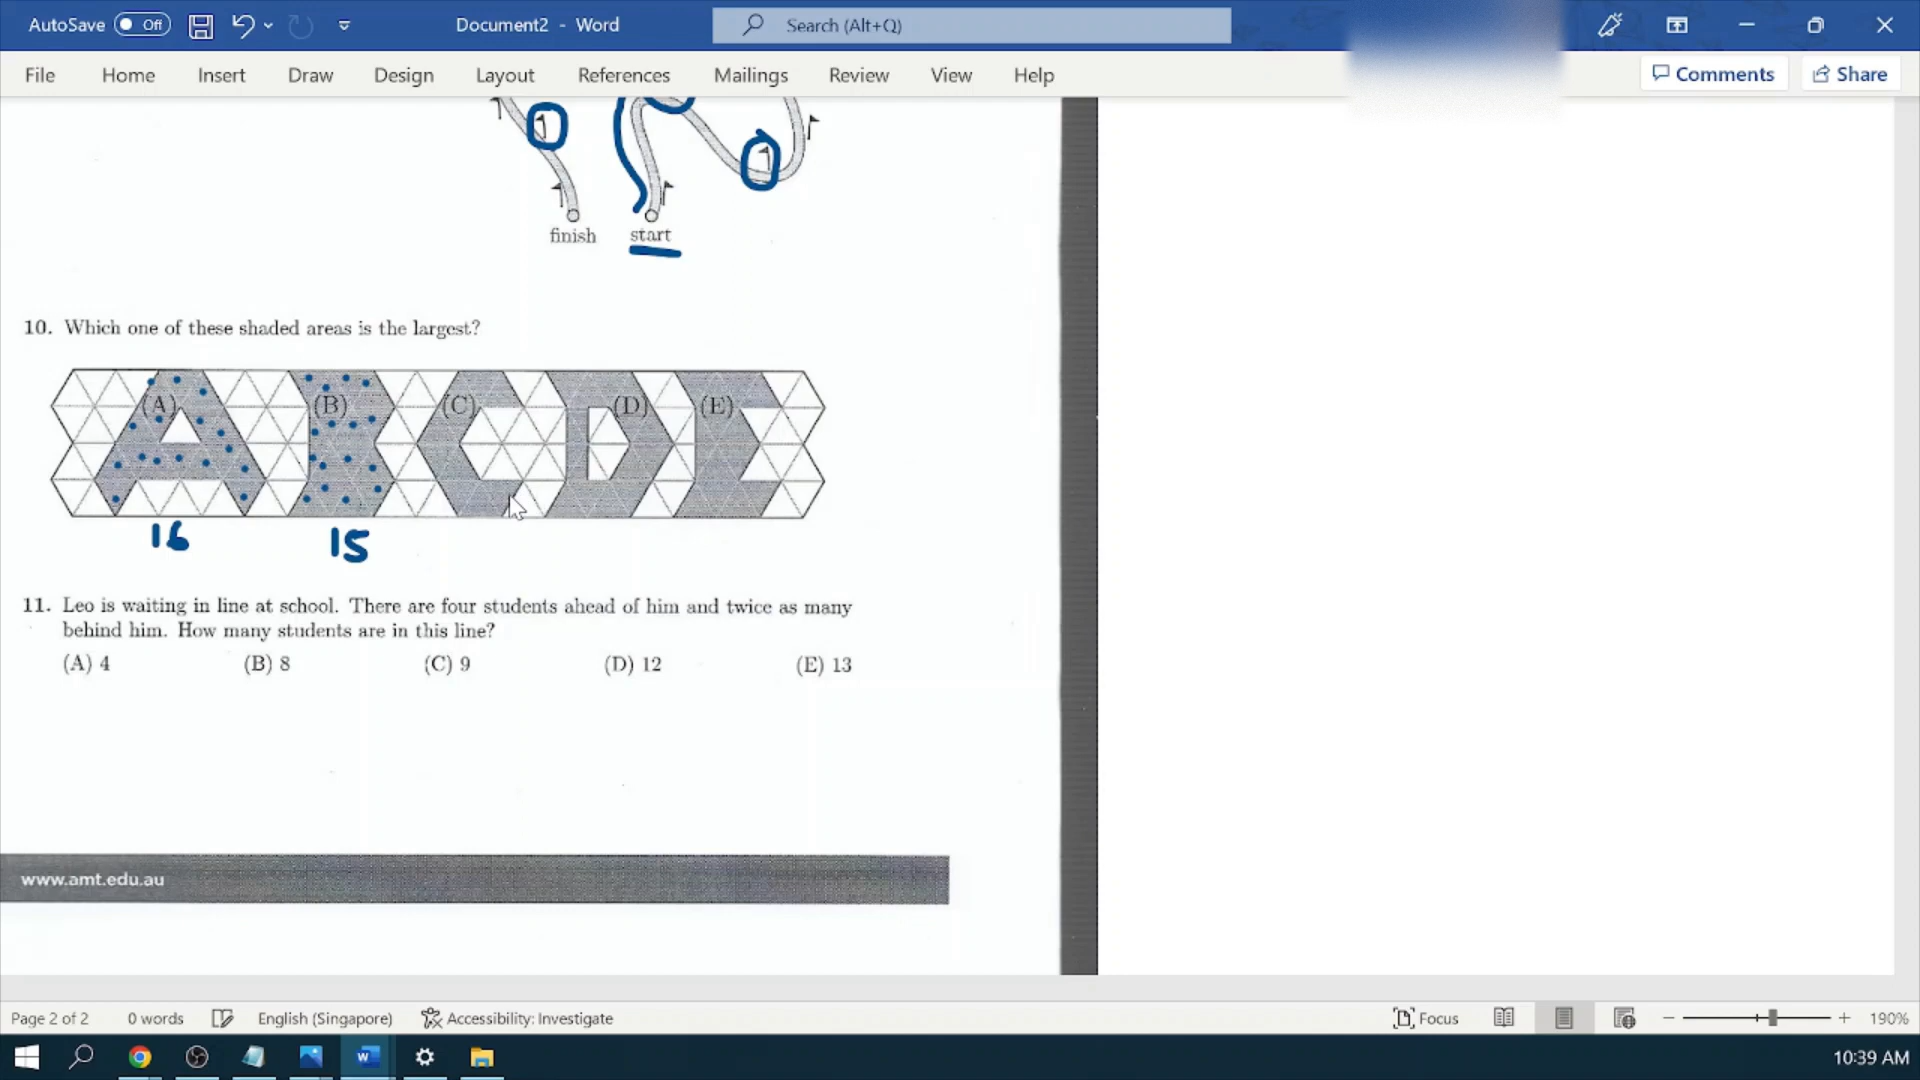 AutoSave Off Document2 - Word Search (Alt+Q)
File Home Insert Draw Design Layout References Mailings Review View Help Comments Share
finish start
10. Which one of these shaded areas is the largest?
(A) (B) (C) (D) (E)
16 15
11. Leo is waiting in line at school. There are four students ahead of him and twice as many
behind him. How many students are in this line?
(A) 4 (B) 8 (C) 9 (D) 12 (E) 13
www.amt.edu.au
Page 2 of 2 0 words English (Singapore) Accessibility: Investigate Focus 190%
W 10:39 AM